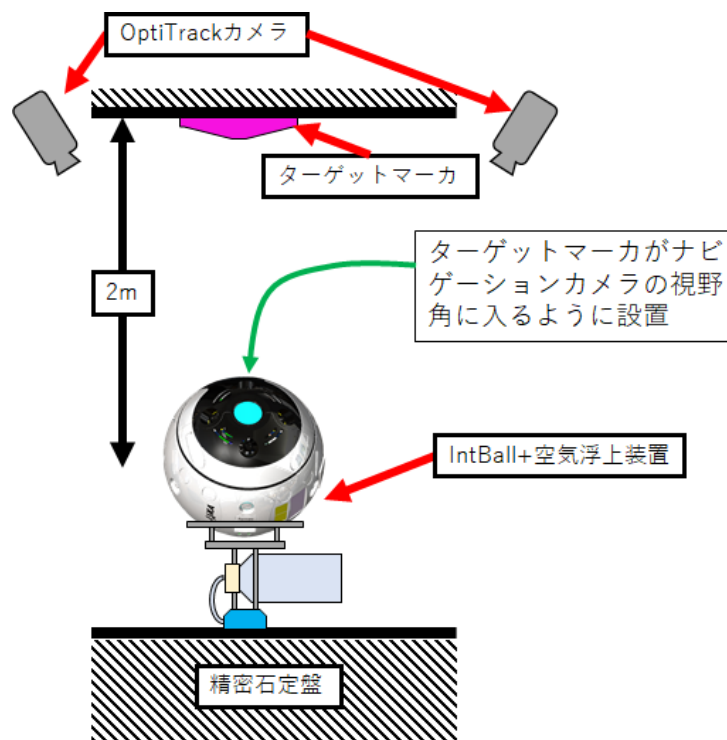 OptiTrackカメラ
ターゲットマーカ
2m
ターゲットマーカがナビ
ゲーションカメラの視野
角に入るように設置
IntBall+空気浮上装置
精密石定盤